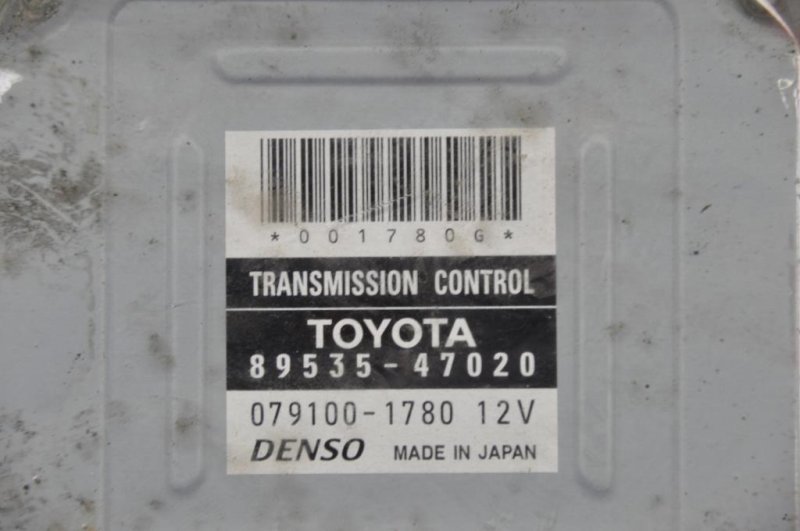 *001780G*
TRANSMISSION CONTROL
TOYOTA
89535-47020
079100-1780 12V
DENSO MADE IN JAPAN